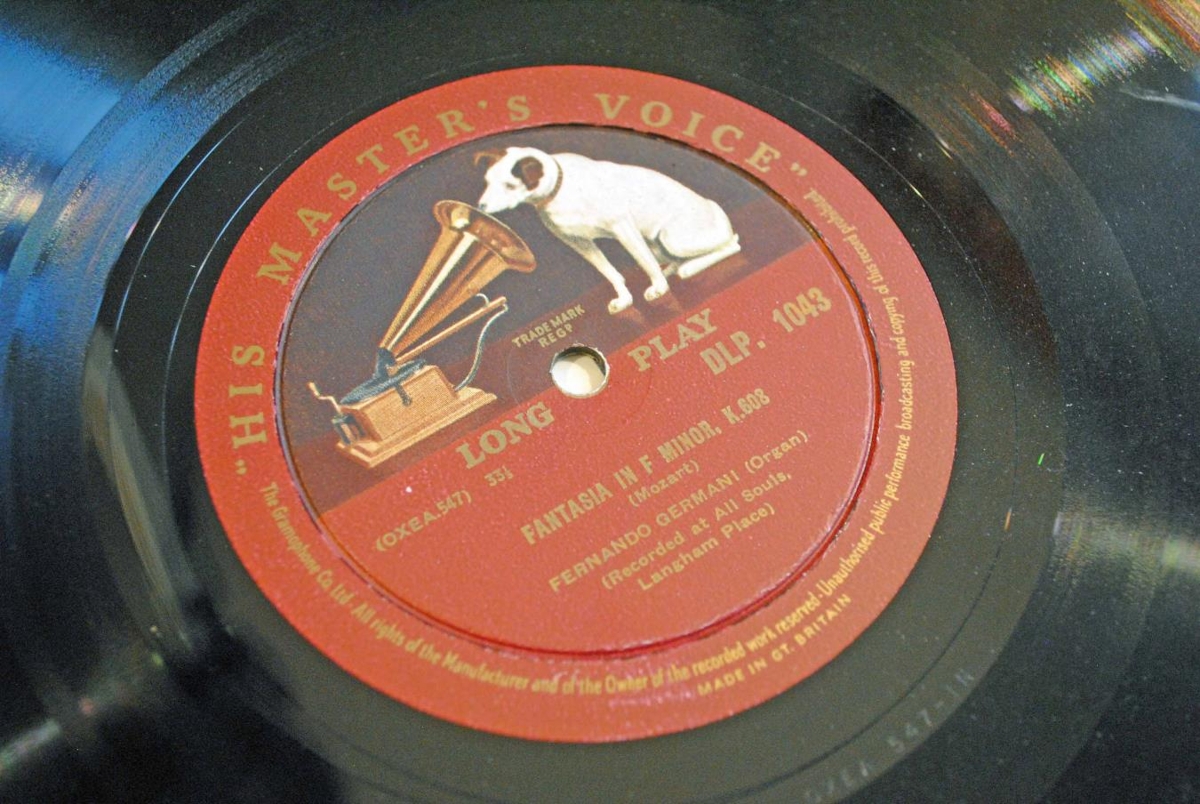 "HIS MASTER'S VOICE"
TRADE MARK
REGD
LONG PLAY
33⅓
DLP. 1043
(OXEA.547)
FANTASIA IN F MINOR, K.608
(Mozart)
FERNANDO GERMANI (Organ)
(Recorded at All Souls,
Langham Place)
The Gramophone Co. Ltd · All rights of the Manufacturer and of the Owner of the recorded work reserved · Unauthorised public performance broadcasting and copying of this record prohibited
MADE IN GT. BRITAIN
OXEA 547-1N